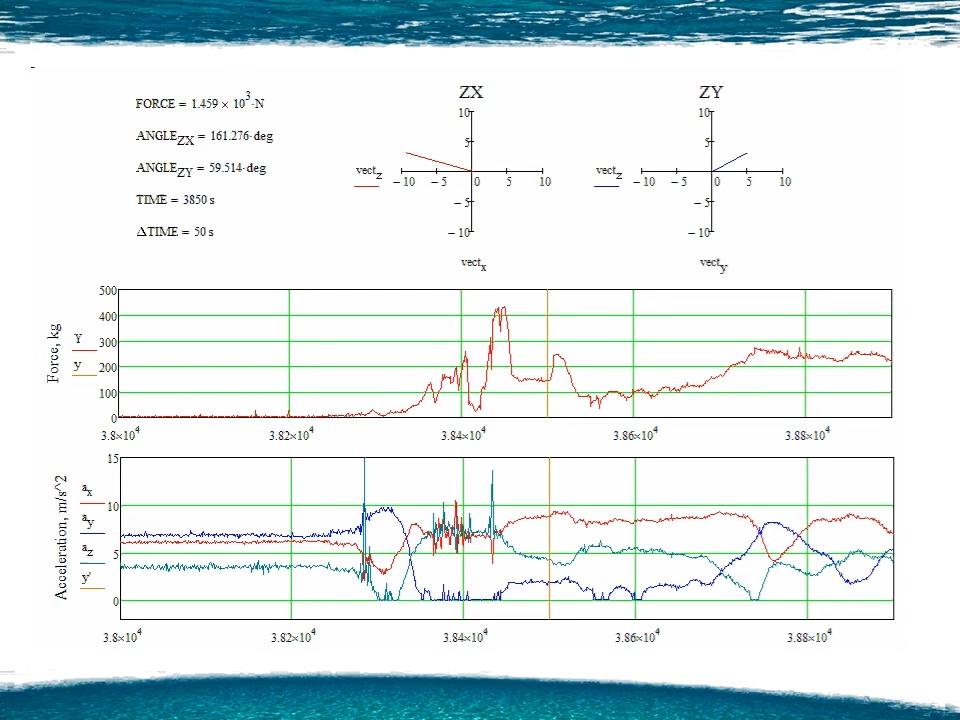 -
FORCE = 1.459 × 10³·N
ANGLE_ZX = 161.276·deg
ANGLE_ZY = 59.514·deg
TIME = 3850 s
ΔTIME = 50 s
ZX
10
5
vect_z
−10 −5 0 5 10
−5
−10
vect_x
ZY
10
5
vect_z
−10 −5 0 5 10
−5
−10
vect_y
Force, kg
Y
y
500
400
300
200
100
0
3.8×10⁴ 3.82×10⁴ 3.84×10⁴ 3.86×10⁴ 3.88×10⁴
Acceleration, m/s^2
a_x
a_y
a_z
y'
15
10
5
0
3.8×10⁴ 3.82×10⁴ 3.84×10⁴ 3.86×10⁴ 3.88×10⁴